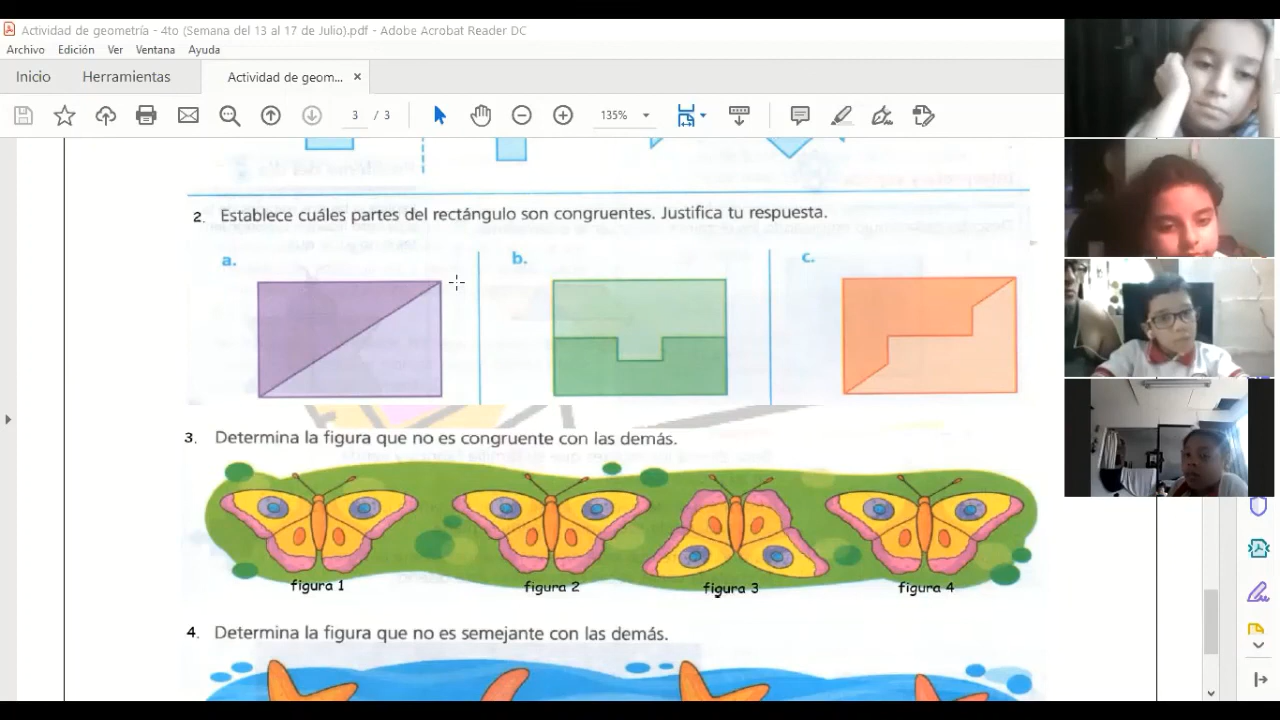 Actividad de geometría - 4to (Semana del 13 al 17 de Julio).pdf - Adobe Acrobat Reader DC
Archivo Edición Ver Ventana Ayuda
Inicio Herramientas Actividad de geom... ×
3 / 3 135%
2. Establece cuáles partes del rectángulo son congruentes. Justifica tu respuesta.
a. b. c.
3. Determina la figura que no es congruente con las demás.
figura 1 figura 2 figura 3 figura 4
4. Determina la figura que no es semejante con las demás.